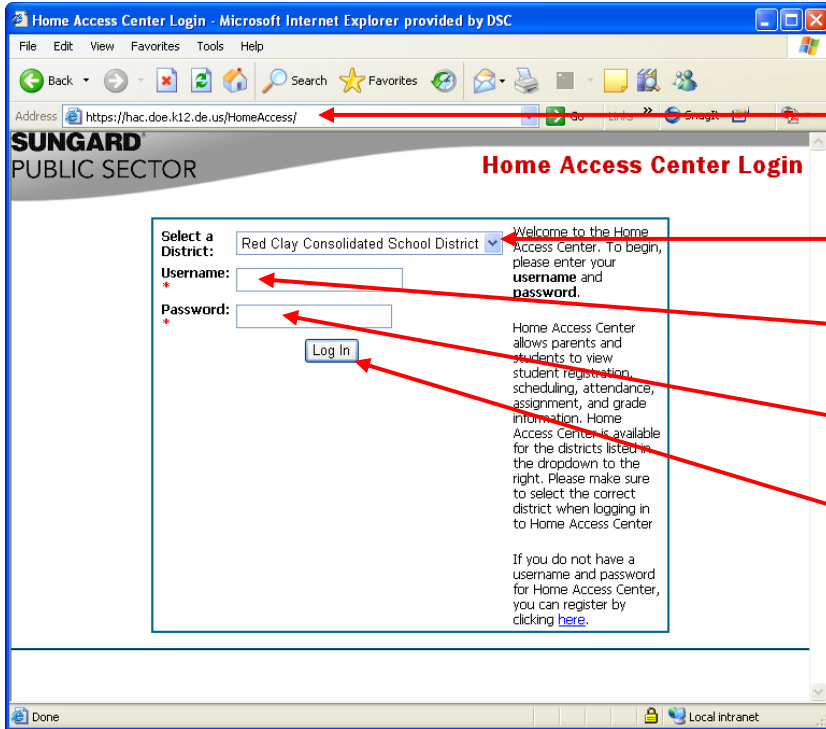 Home Access Center Login - Microsoft Internet Explorer provided by DSC
File Edit View Favorites Tools Help
Back Search Favorites
Address https://hac.doe.k12.de.us/HomeAccess/ Go Links » SnagIt
SUNGARD
PUBLIC SECTOR
Home Access Center Login
Select a
District:
Red Clay Consolidated School District
Username:
*
Password:
*
Log In
Welcome to the Home
Access Center. To begin,
please enter your
username and
password.
Home Access Center
allows parents and
students to view
student registration,
scheduling, attendance,
assignment, and grade
information. Home
Access Center is available
for the districts listed in
the dropdown to the
right. Please make sure
to select the correct
district when logging in
to Home Access Center
If you do not have a
username and password
for Home Access Center,
you can register by
clicking here.
Done Local intranet